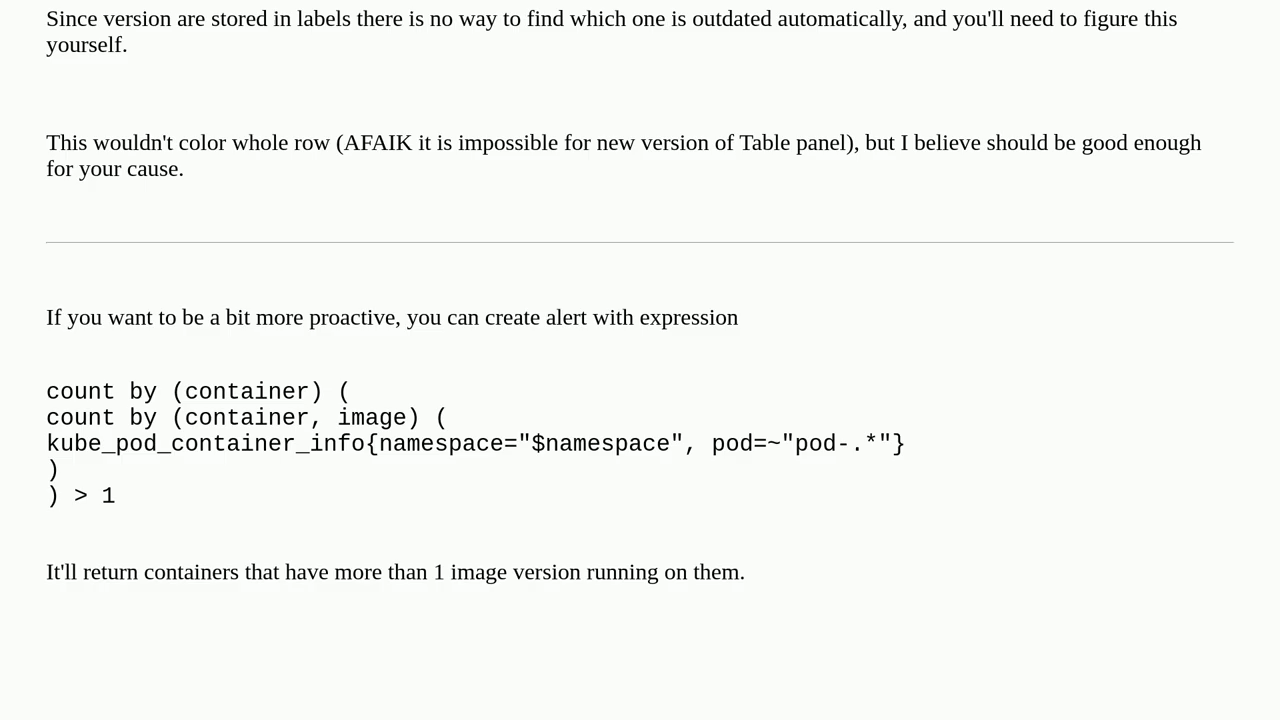 Since version are stored in labels there is no way to find which one is outdated automatically, and you'll need to figure this
yourself.
This wouldn't color whole row (AFAIK it is impossible for new version of Table panel), but I believe should be good enough
for your cause.
If you want to be a bit more proactive, you can create alert with expression
count by (container) (
count by (container, image) (
kube_pod_container_info{namespace="$namespace", pod=~"pod-.*"}
)
) > 1
It'll return containers that have more than 1 image version running on them.